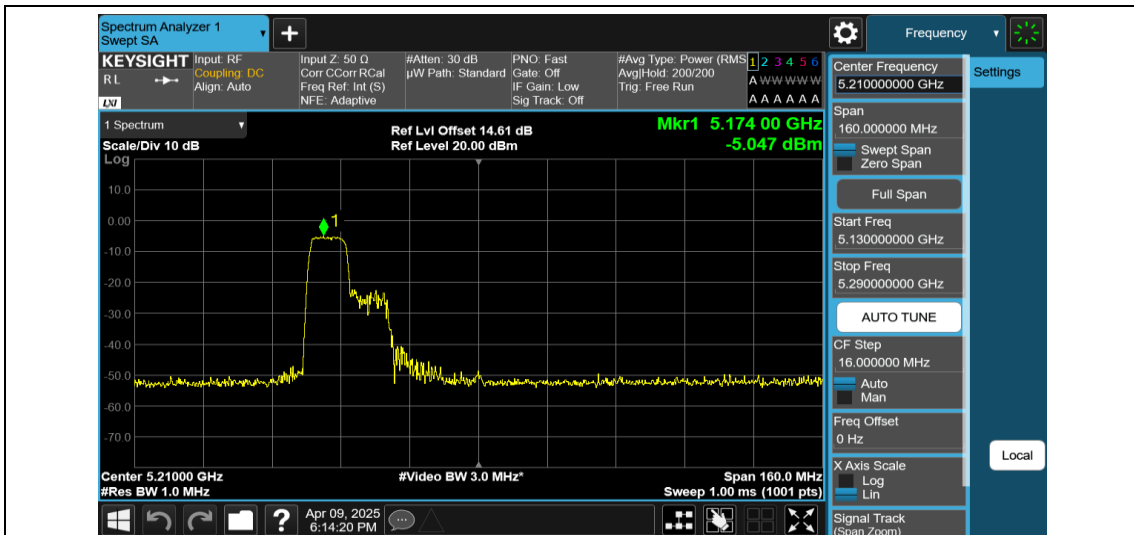 Spectrum Analyzer 1
Swept SA
Frequency
KEYSIGHT
RL
LXI
Input: RF
Coupling: DC
Align: Auto
Input Z: 50 Ω
Corr CCorr RCal
Freq Ref: Int (S)
NFE: Adaptive
#Atten: 30 dB
µW Path: Standard
PNO: Fast
Gate: Off
IF Gain: Low
Sig Track: Off
#Avg Type: Power (RMS
Avg|Hold: 200/200
Trig: Free Run
1 2 3 4 5 6
A W W W W W
A A A A A A
1 Spectrum
Scale/Div 10 dB
Ref Lvl Offset 14.61 dB
Ref Level 20.00 dBm
Mkr1 5.174 00 GHz
-5.047 dBm
Log
10.0
0.00
-10.0
-20.0
-30.0
-40.0
-50.0
-60.0
-70.0
1
Center 5.21000 GHz
#Res BW 1.0 MHz
#Video BW 3.0 MHz*
Span 160.0 MHz
Sweep 1.00 ms (1001 pts)
Apr 09, 2025
6:14:20 PM
Center Frequency
5.210000000 GHz
Span
160.000000 MHz
Swept Span
Zero Span
Full Span
Start Freq
5.130000000 GHz
Stop Freq
5.290000000 GHz
AUTO TUNE
CF Step
16.000000 MHz
Auto
Man
Freq Offset
0 Hz
X Axis Scale
Log
Lin
Signal Track
(Span Zoom)
Settings
Local